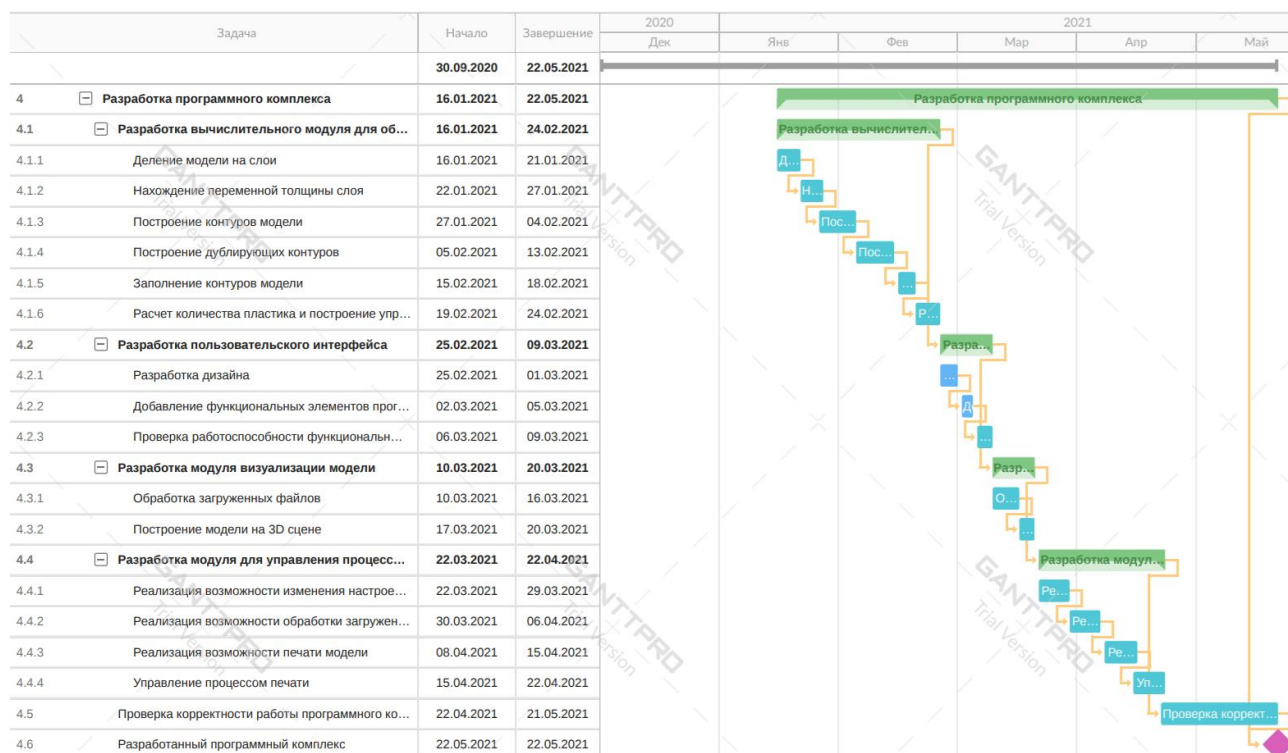 Задача Начало Завершение 2020 2021
Дек Янв Фев Мар Апр Май
30.09.2020 22.05.2021
4 Разработка программного комплекса 16.01.2021 22.05.2021 Разработка программного комплекса
4.1 Разработка вычислительного модуля для об... 16.01.2021 24.02.2021 Разработка вычислител...
4.1.1 Деление модели на слои 16.01.2021 21.01.2021 Д...
4.1.2 Нахождение переменной толщины слоя 22.01.2021 27.01.2021 Н...
4.1.3 Построение контуров модели 27.01.2021 04.02.2021 Пос...
4.1.4 Построение дублирующих контуров 05.02.2021 13.02.2021 Пос...
4.1.5 Заполнение контуров модели 15.02.2021 18.02.2021 ...
4.1.6 Расчет количества пластика и построение упр... 19.02.2021 24.02.2021 Р...
4.2 Разработка пользовательского интерфейса 25.02.2021 09.03.2021 Разра...
4.2.1 Разработка дизайна 25.02.2021 01.03.2021 ...
4.2.2 Добавление функциональных элементов прог... 02.03.2021 05.03.2021 Д
4.2.3 Проверка работоспособности функциональн... 06.03.2021 09.03.2021 ...
4.3 Разработка модуля визуализации модели 10.03.2021 20.03.2021 Разр...
4.3.1 Обработка загруженных файлов 10.03.2021 16.03.2021 О...
4.3.2 Построение модели на 3D сцене 17.03.2021 20.03.2021 ...
4.4 Разработка модуля для управления процесс... 22.03.2021 22.04.2021 Разработка модул...
4.4.1 Реализация возможности изменения настрое... 22.03.2021 29.03.2021 Ре...
4.4.2 Реализация возможности обработки загружен... 30.03.2021 06.04.2021 Ре...
4.4.3 Реализация возможности печати модели 08.04.2021 15.04.2021 Ре...
4.4.4 Управление процессом печати 15.04.2021 22.04.2021 Уп...
4.5 Проверка корректности работы программного ко... 22.04.2021 21.05.2021 Проверка коррект...
4.6 Разработанный программный комплекс 22.05.2021 22.05.2021
GANTTPRO
Trial Version
GANTTPRO
Trial Version
GANTTPRO
Trial Version
GANTTPRO
Trial Version
GANTTPRO
Trial Version
GANTTPRO
Trial Version